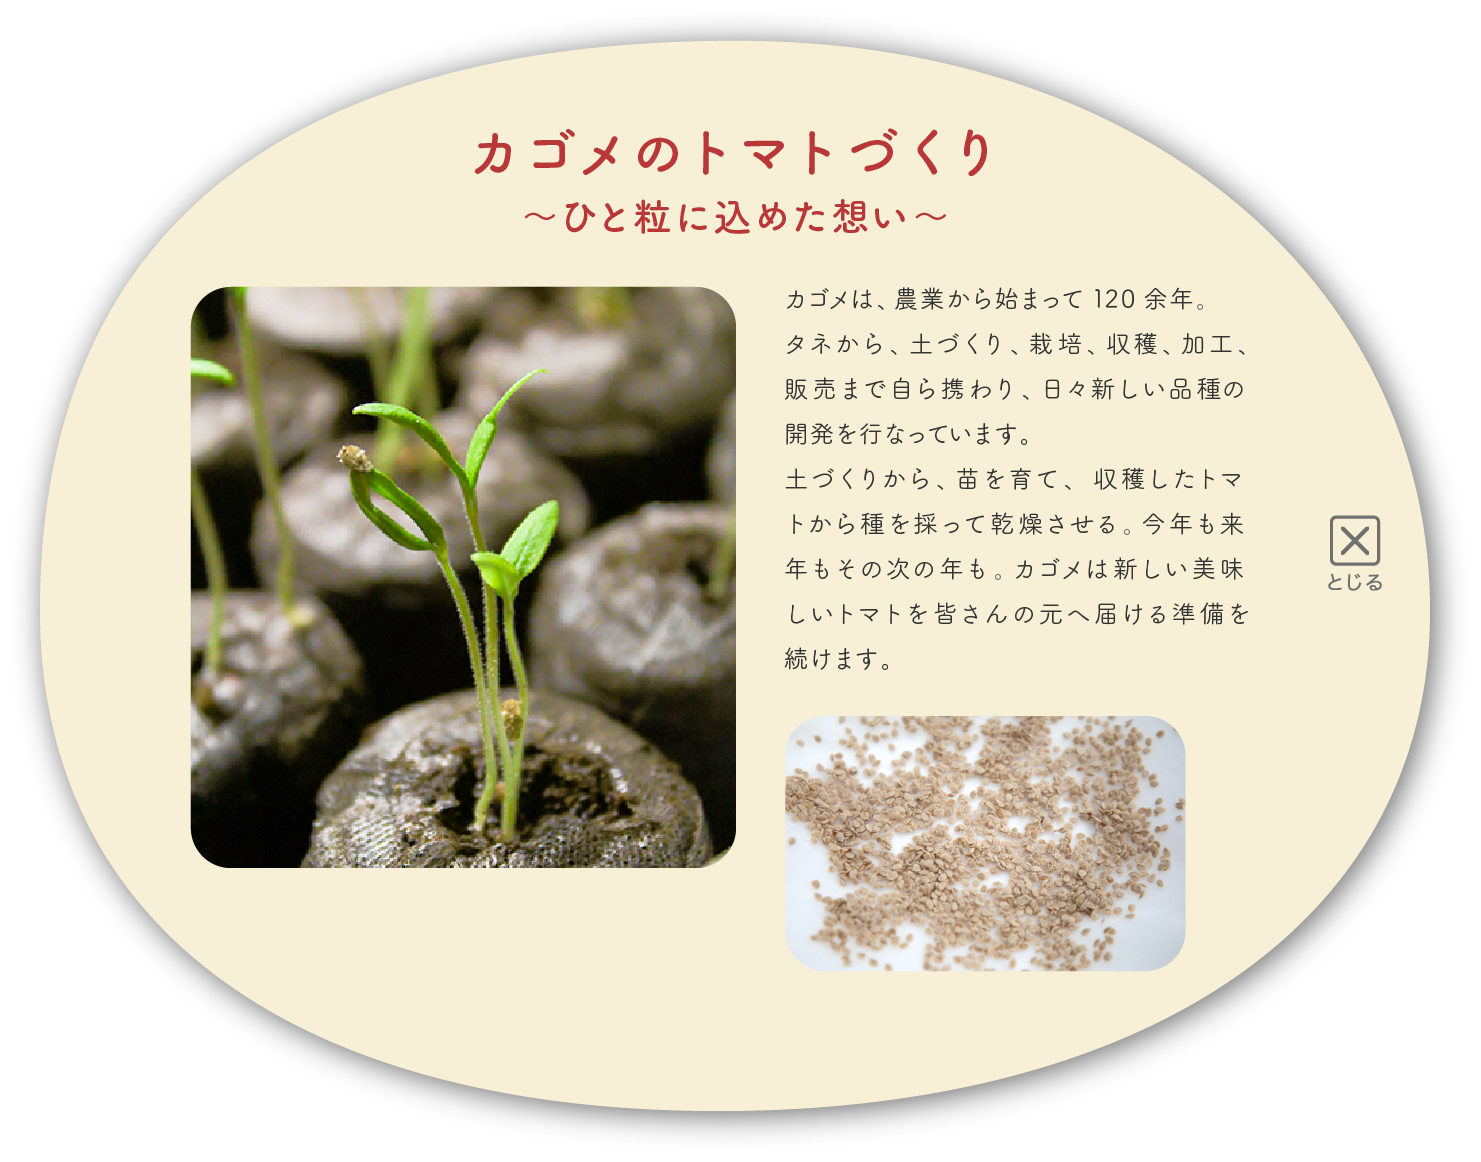 カゴメのトマトづくり
〜ひと粒に込めた想い〜
カゴメは、農業から始まって 120 余年。
タネから、土づくり、栽培、収穫、加工、
販売まで自ら携わり、日々新しい品種の
開発を行なっています。
土づくりから、苗を育て、 収穫したトマ
トから種を採って乾燥させる。今年も来
年もその次の年も。カゴメは新しい美味
しいトマトを皆さんの元へ届ける準備を
続けます。
とじる